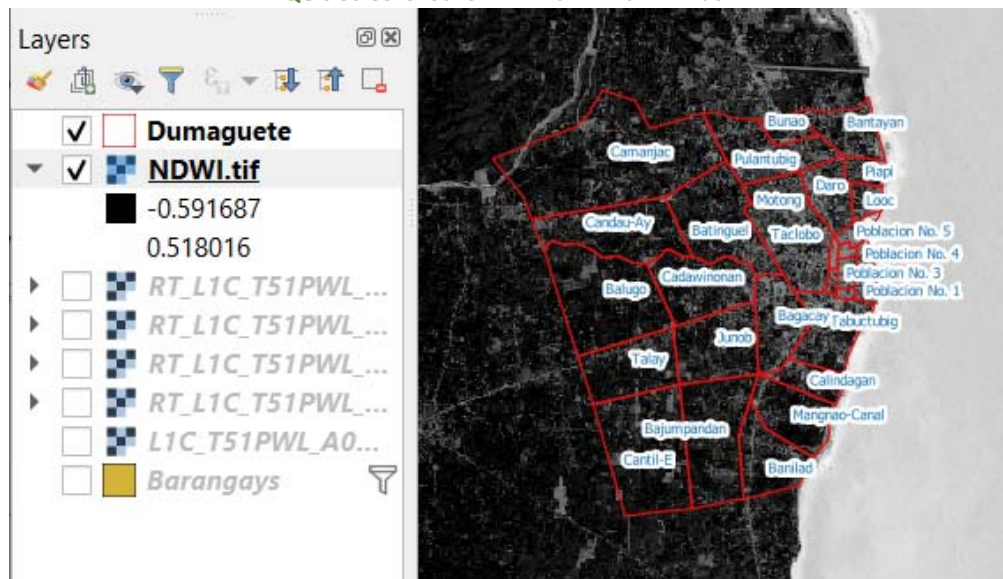 Layers
Dumaguete
NDWI.tif
-0.591687
0.518016
RT_L1C_T51PWL_...
RT_L1C_T51PWL_...
RT_L1C_T51PWL_...
RT_L1C_T51PWL_...
L1C_T51PWL_A0...
Barangays
Bunao
Bantayan
Camanjac
Pulantubig
Piapi
Daro
Motong
Looc
Candau-Ay
Batinguel
Taclobo
Poblacion No. 5
Poblacion No. 4
Cadawinonan
Poblacion No. 3
Balugo
Poblacion No. 1
Bagacay
Tabuctubig
Junob
Talay
Calindagan
Mangnao-Canal
Bajumpandan
Cantil-E
Banilad